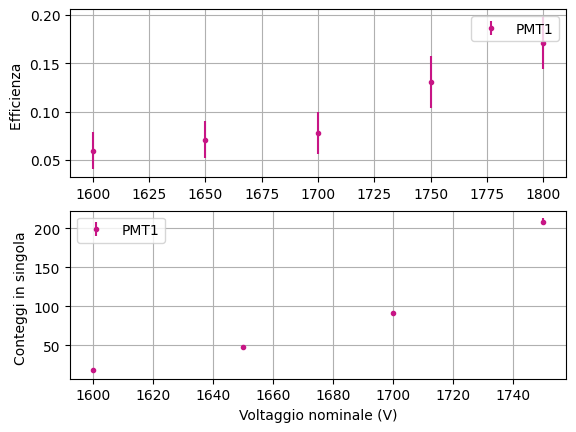 0.20
0.15
0.10
0.05
Efficienza
PMT1
1600 1625 1650 1675 1700 1725 1750 1775 1800
200
150
100
50
Conteggi in singola
PMT1
1600 1620 1640 1660 1680 1700 1720 1740
Voltaggio nominale (V)